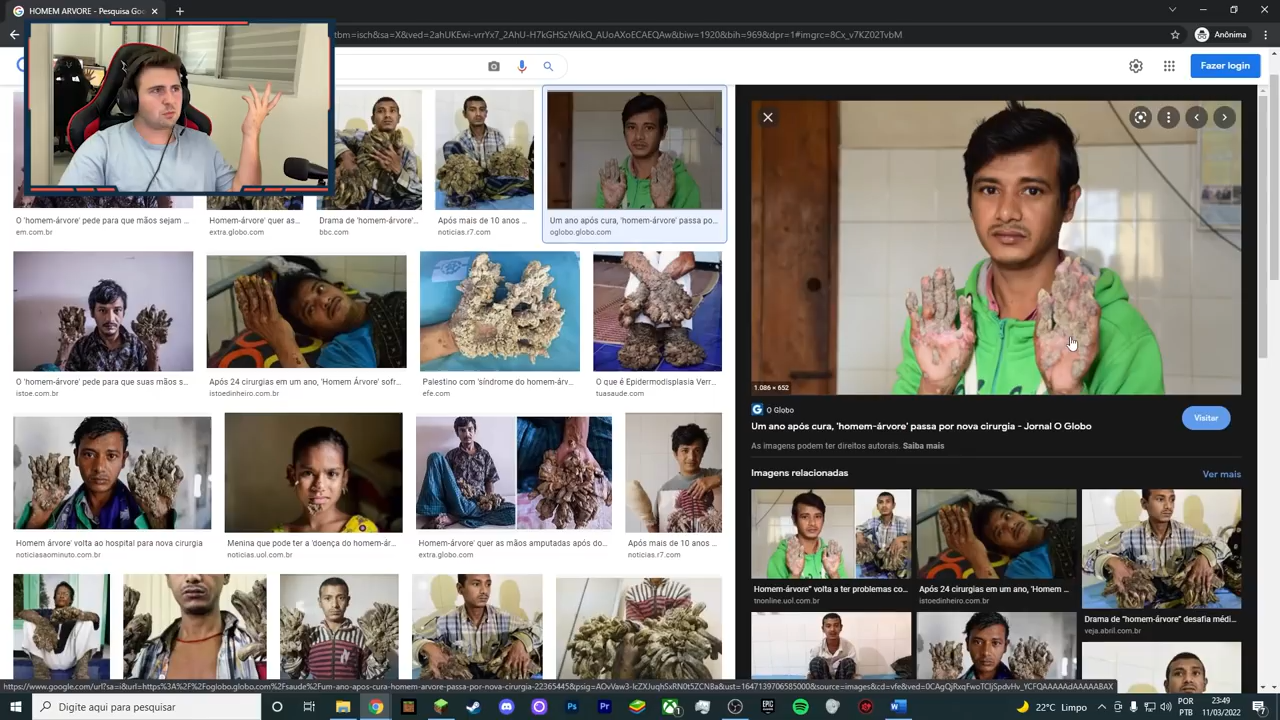 HOMEM ARVORE - Pesquisa Goo
tbm=isch&sa=X&ved=2ahUKEwi-vrrYx7_2AhU-H7kGHSzYAikQ_AUoAXoECAEQAw&biw=1920&bih=969&dpr=1#imgrc=8Cx_v7KZ02TvbM
Anônima
Fazer login
O 'homem-árvore' pede para que mãos sejam ...
em.com.br
Homem-árvore' quer as...
extra.globo.com
Drama de 'homem-árvore'...
bbc.com
Após mais de 10 anos ...
noticias.r7.com
Um ano após cura, 'homem-árvore' passa po...
oglobo.globo.com
O 'homem-árvore' pede para que suas mãos s...
istoe.com.br
Após 24 cirurgias em um ano, 'Homem Árvore' sofr...
istoedinheiro.com.br
Palestino com 'síndrome do homem-árv...
efe.com
O que é Epidermodisplasia Verr...
tuasaude.com
Homem árvore' volta ao hospital para nova cirurgia
noticiasaominuto.com.br
Menina que pode ter a 'doença do homem-ár...
noticias.uol.com.br
Homem-árvore' quer as mãos amputadas após do...
extra.globo.com
Após mais de 10 anos ...
noticias.r7.com
1.086 × 652
O Globo
Visitar
Um ano após cura, 'homem-árvore' passa por nova cirurgia - Jornal O Globo
As imagens podem ter direitos autorais. Saiba mais
Imagens relacionadas
Ver mais
Homem-árvore" volta a ter problemas co...
tnonline.uol.com.br
Após 24 cirurgias em um ano, 'Homem ...
istoedinheiro.com.br
Drama de "homem-árvore" desafia médi...
veja.abril.com.br
Digite aqui para pesquisar
22°C Limpo
POR
PTB
23:49
11/03/2022